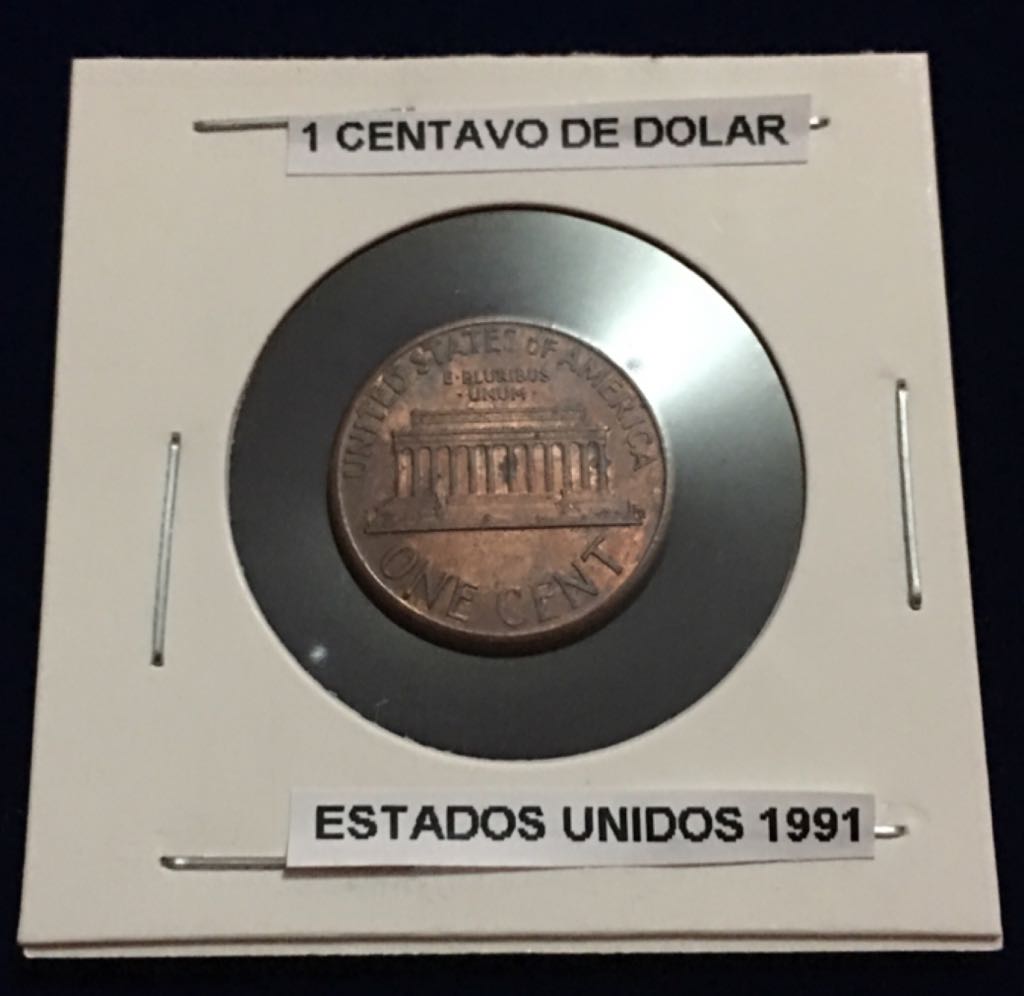 1 CENTAVO DE DOLAR
UNITED STATES OF AMERICA
E·PLURIBUS
·UNUM·
ONE CENT
ESTADOS UNIDOS 1991